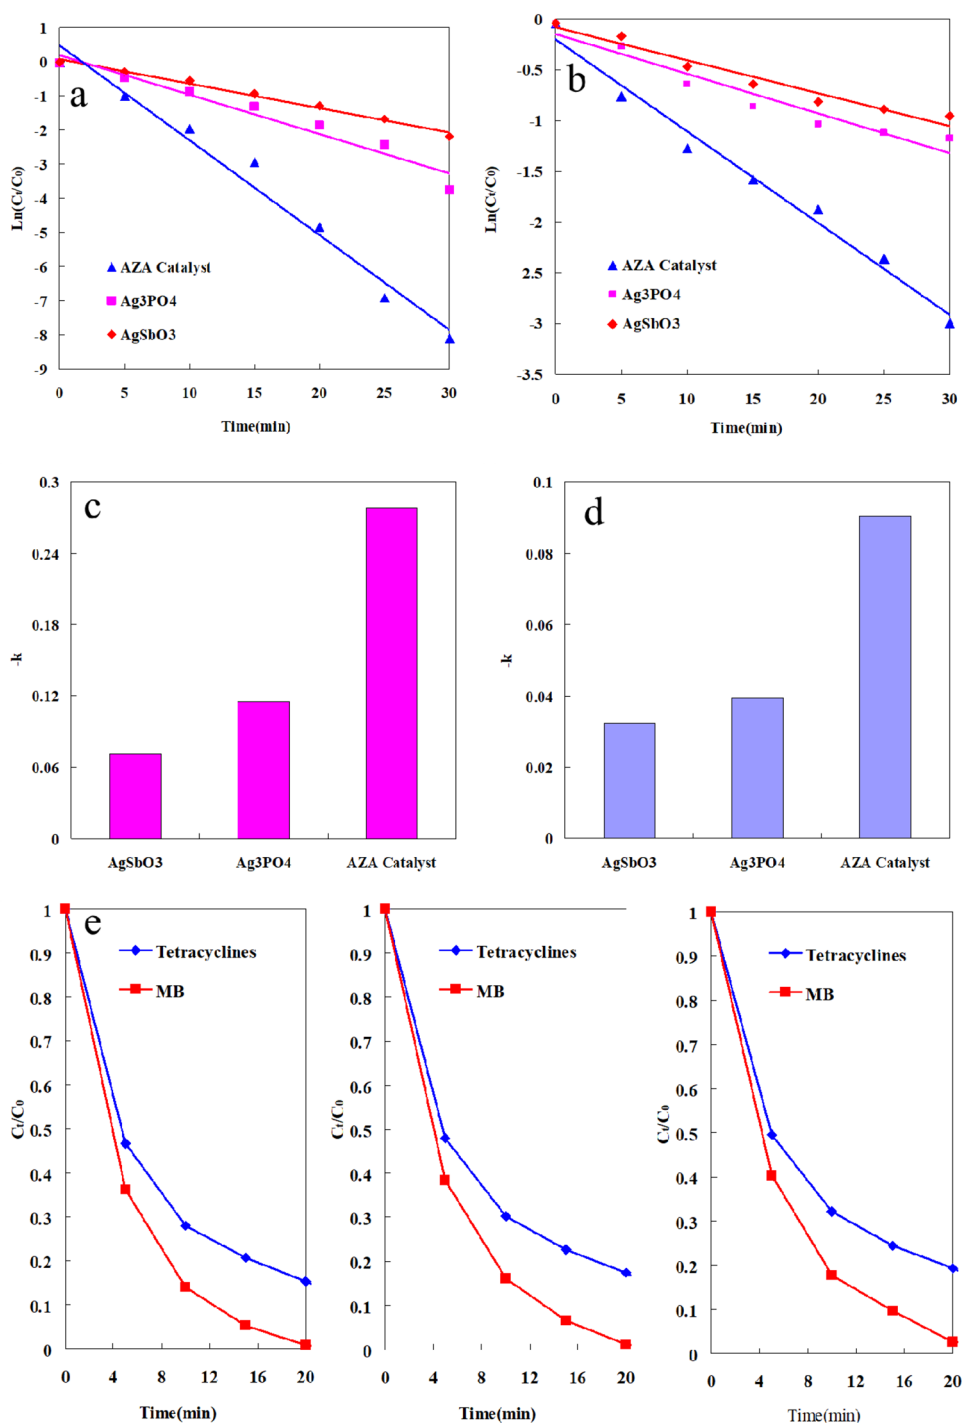 a
1
0
-1
-2
-3
-4
-5
-6
-7
-8
-9
Ln(Ct/C0)
AZA Catalyst
Ag3PO4
AgSbO3
0 5 10 15 20 25 30
Time(min)
b
0
-0.5
-1
-1.5
-2
-2.5
-3
-3.5
Ln(Ct/C0)
AZA Catalyst
Ag3PO4
AgSbO3
0 5 10 15 20 25 30
Time(min)
c
0.3
0.24
0.18
0.12
0.06
0
-k
AgSbO3 Ag3PO4 AZA Catalyst
d
0.1
0.08
0.06
0.04
0.02
0
-k
AgSbO3 Ag3PO4 AZA Catalyst
e
1
0.9
0.8
0.7
0.6
0.5
0.4
0.3
0.2
0.1
0
Ct/C0
Tetracyclines
MB
0 4 8 12 16 20
Time(min)
1
0.9
0.8
0.7
0.6
0.5
0.4
0.3
0.2
0.1
0
Ct/C0
Tetracyclines
MB
0 4 8 12 16 20
Time(min)
1
0.9
0.8
0.7
0.6
0.5
0.4
0.3
0.2
0.1
0
Ct/C0
Tetracyclines
MB
0 4 8 12 16 20
Time(min)